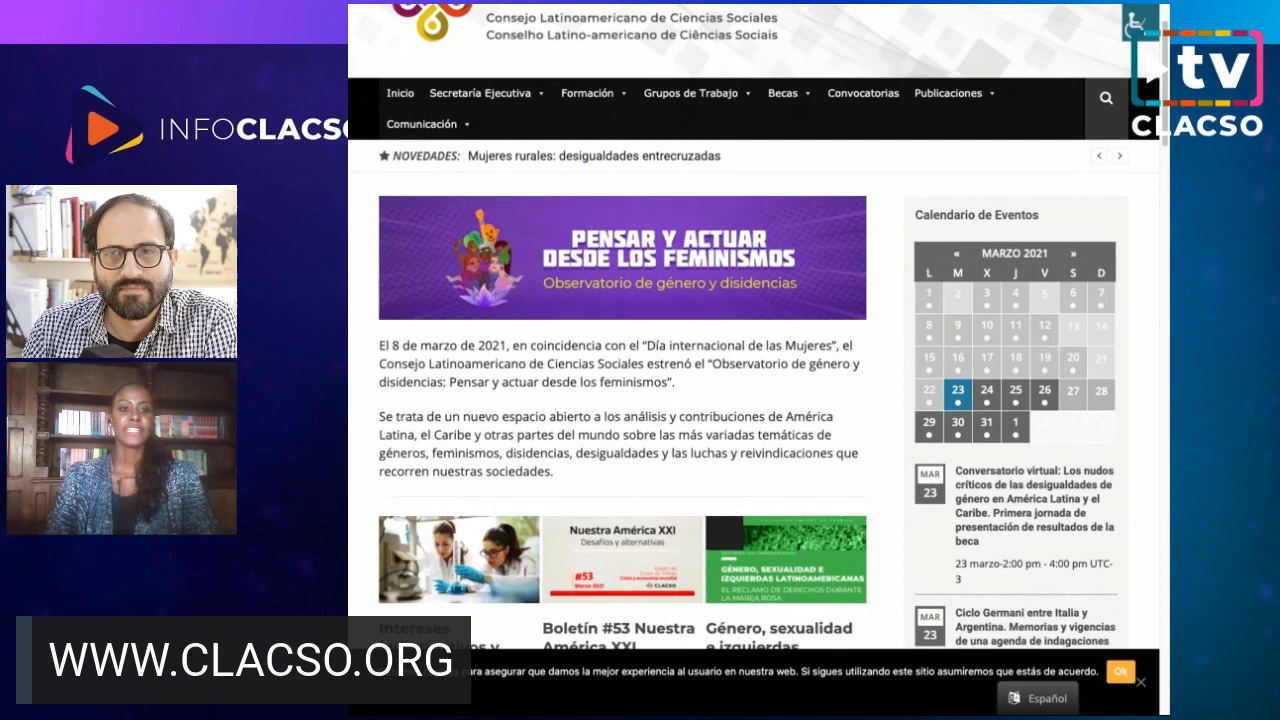 Consejo Latinoamericano de Ciencias Sociales
Conselho Latino-americano de Ciências Sociais
tv
CLACSO
INFOCLACSO
Inicio Secretaría Ejecutiva Formación Grupos de Trabajo Becas Convocatorias Publicaciones
Comunicación
NOVEDADES: Mujeres rurales: desigualdades entrecruzadas
PENSAR Y ACTUAR
DESDE LOS FEMINISMOS
Observatorio de género y disidencias
El 8 de marzo de 2021, en coincidencia con el “Día internacional de las Mujeres”, el
Consejo Latinoamericano de Ciencias Sociales estrenó el “Observatorio de género y
disidencias: Pensar y actuar desde los feminismos”.
Se trata de un nuevo espacio abierto a los análisis y contribuciones de América
Latina, el Caribe y otras partes del mundo sobre las más variadas temáticas de
géneros, feminismos, disidencias, desigualdades y las luchas y reivindicaciones que
recorren nuestras sociedades.
Nuestra América XXI
Desafíos y alternativas
#53
Marzo 2021
CLACSO
GÉNERO, SEXUALIDAD E
IZQUIERDAS LATINOAMERICANAS
EL RECLAMO DE DERECHOS DURANTE
LA MAREA ROSA
Intereses
Boletín #53 Nuestra
América XXI
Género, sexualidad
e izquierdas
Calendario de Eventos
« MARZO 2021 »
L M X J V S D
1 2 3 4 5 6 7
8 9 10 11 12 13 14
15 16 17 18 19 20 21
22 23 24 25 26 27 28
29 30 31 1
MAR
23
Conversatorio virtual: Los nudos
críticos de las desigualdades de
género en América Latina y el
Caribe. Primera jornada de
presentación de resultados de la
beca
23 marzo-2:00 pm - 4:00 pm UTC-
3
MAR
23
Ciclo Germani entre Italia y
Argentina. Memorias y vigencias
de una agenda de indagaciones
para asegurar que damos la mejor experiencia al usuario en nuestra web. Si sigues utilizando este sitio asumiremos que estás de acuerdo. Ok
Español
WWW.CLACSO.ORG